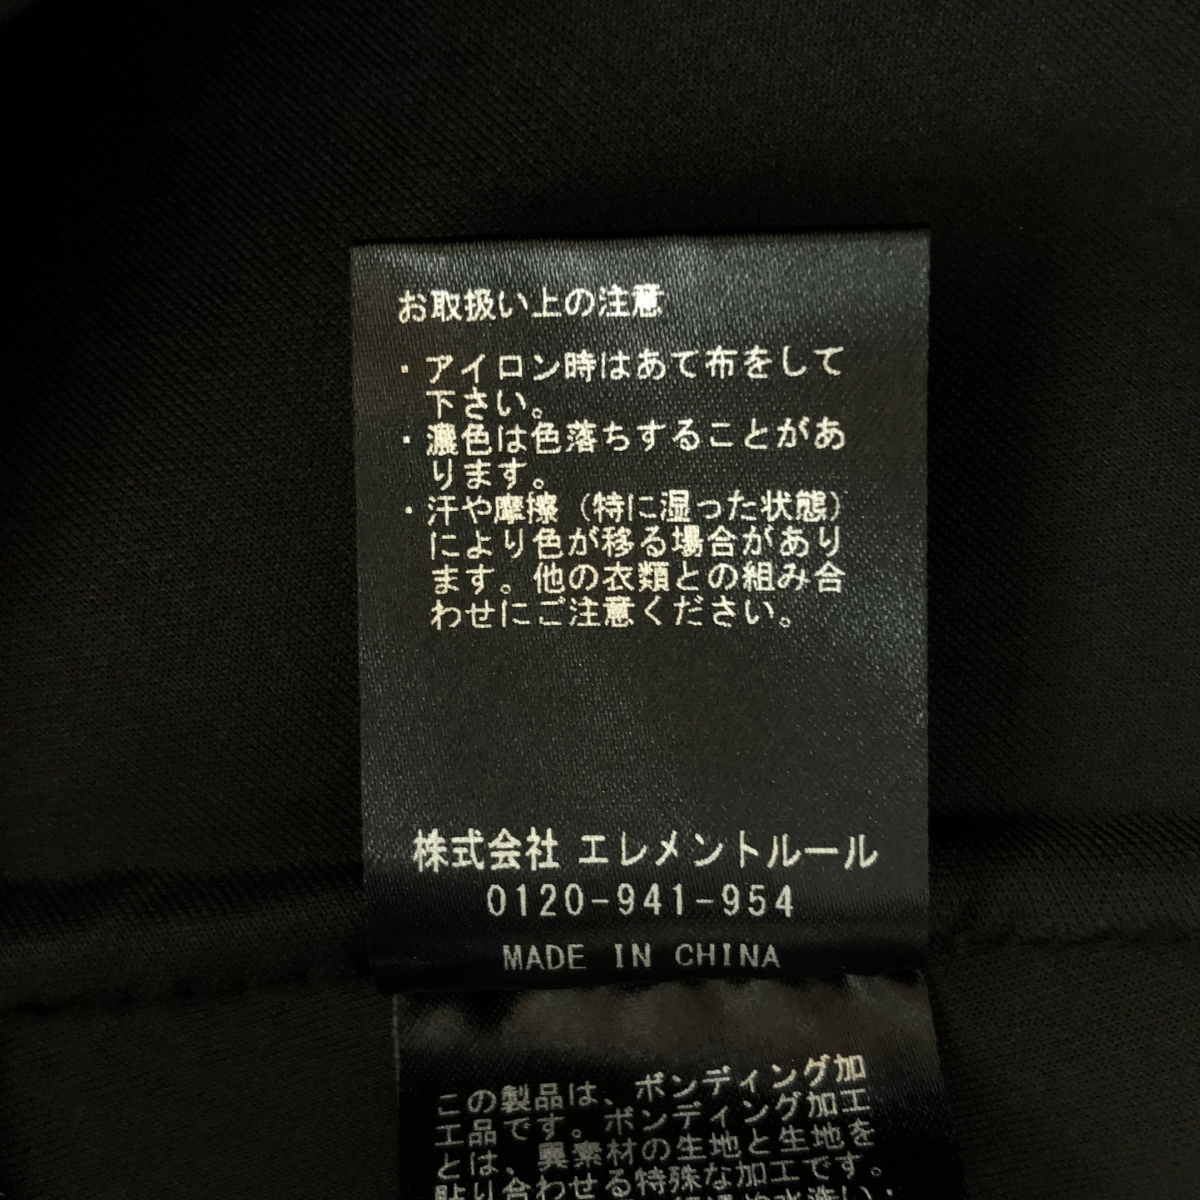 お取扱い上の注意
・アイロン時はあて布をして
下さい。
・濃色は色落ちすることがあ
ります。
・汗や摩擦（特に湿った状態）
により色が移る場合があり
ます。他の衣類との組み合
わせにご注意ください。
株式会社 エレメントルール
0120-941-954
MADE IN CHINA
この製品は、ボンディング加
工品です。ボンディング加工
とは、異素材の生地と生地を
貼り合わせる特殊な加工です。
水洗い・